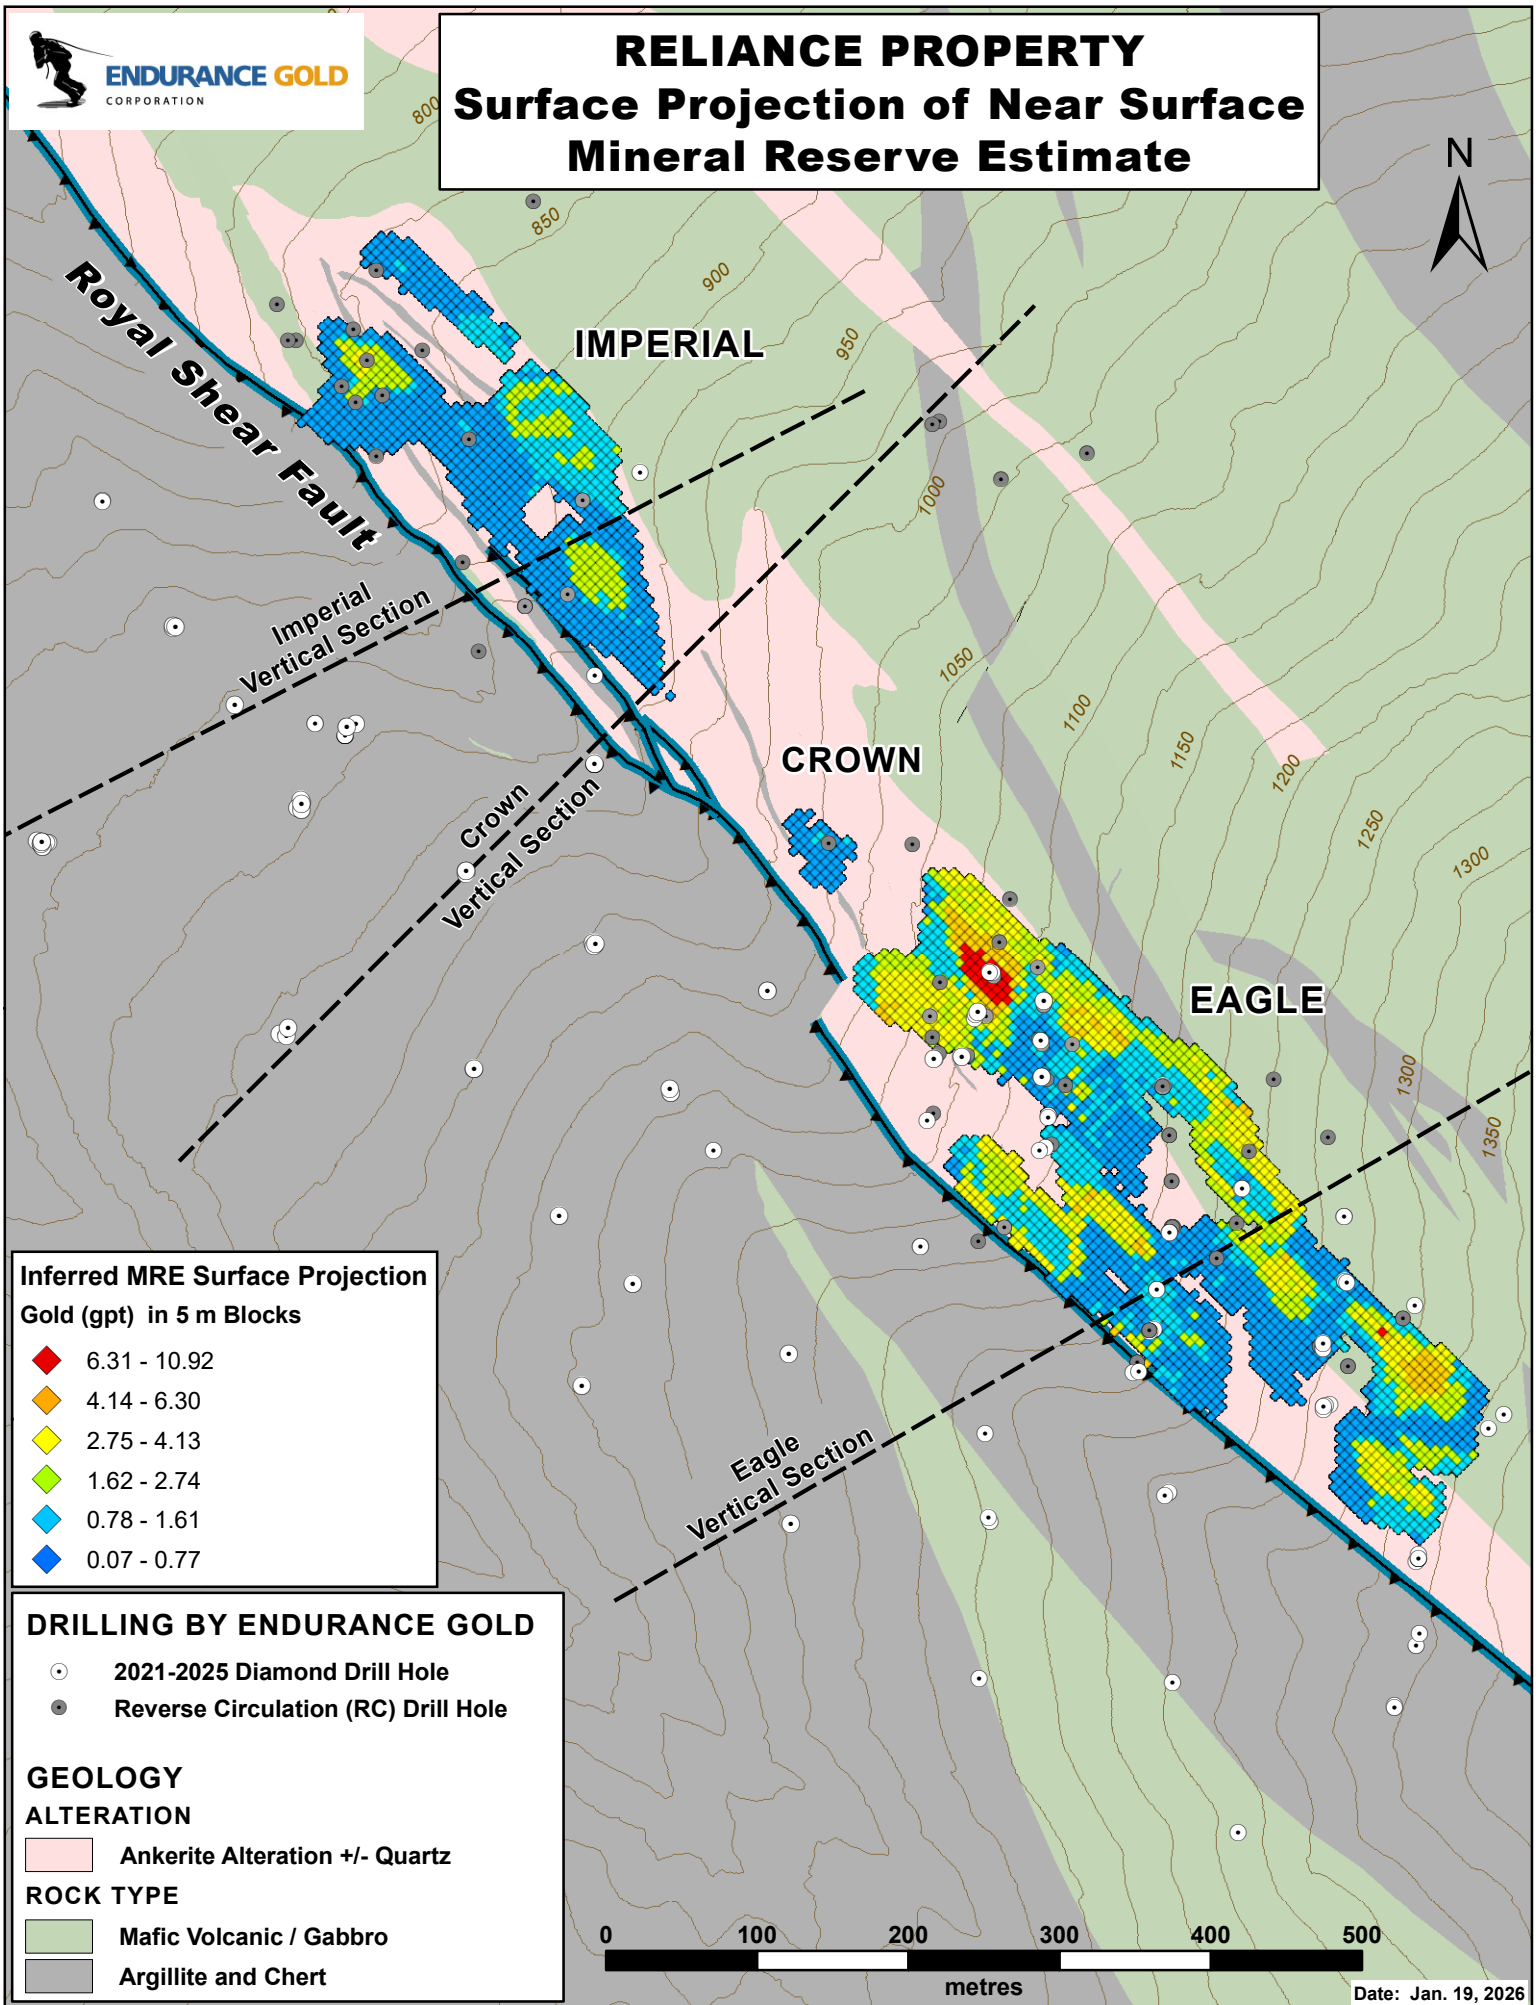 ENDURANCE GOLD
CORPORATION
RELIANCE PROPERTY
Surface Projection of Near Surface
Mineral Reserve Estimate
N
800
850
900
950
1000
1050
1100
1150
1200
1250
1300
1300
1350
Royal Shear Fault
IMPERIAL
Imperial
Vertical Section
CROWN
Crown
Vertical Section
EAGLE
Eagle
Vertical Section
Inferred MRE Surface Projection
Gold (gpt) in 5 m Blocks
6.31 - 10.92
4.14 - 6.30
2.75 - 4.13
1.62 - 2.74
0.78 - 1.61
0.07 - 0.77
DRILLING BY ENDURANCE GOLD
2021-2025 Diamond Drill Hole
Reverse Circulation (RC) Drill Hole
GEOLOGY
ALTERATION
Ankerite Alteration +/- Quartz
ROCK TYPE
Mafic Volcanic / Gabbro
Argillite and Chert
0 100 200 300 400 500
metres
Date: Jan. 19, 2026